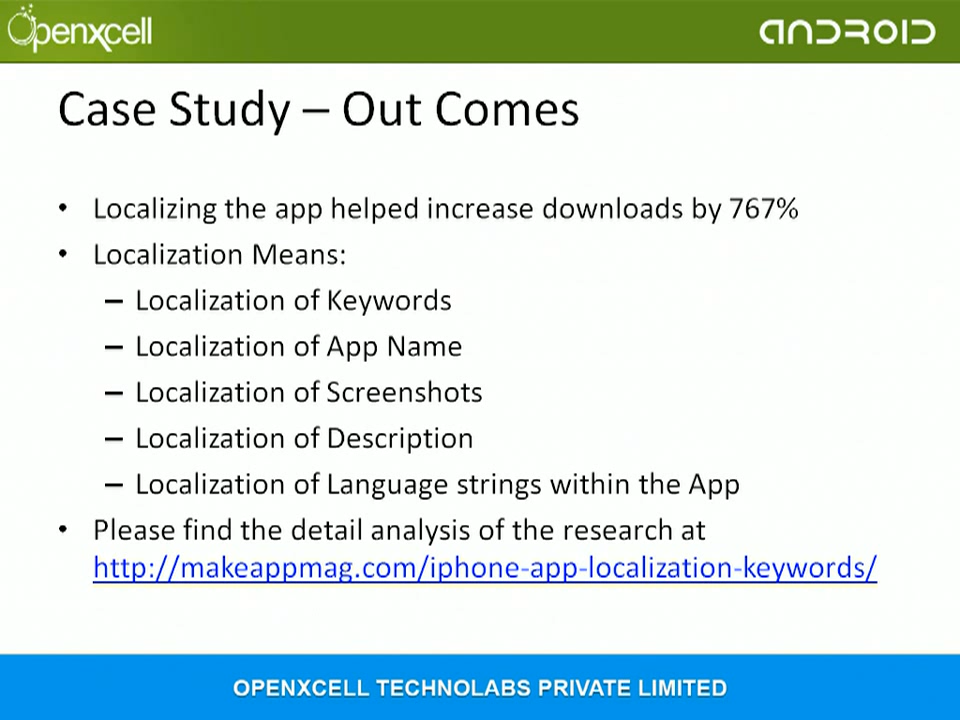 Openxcell
ANDROID
Case Study – Out Comes
• Localizing the app helped increase downloads by 767%
• Localization Means:
– Localization of Keywords
– Localization of App Name
– Localization of Screenshots
– Localization of Description
– Localization of Language strings within the App
• Please find the detail analysis of the research at
http://makeappmag.com/iphone-app-localization-keywords/
OPENXCELL TECHNOLABS PRIVATE LIMITED